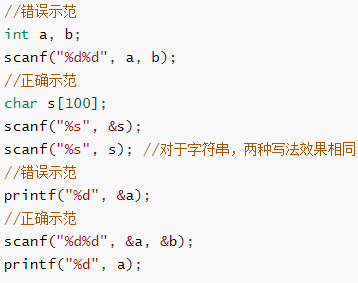 //错误示范
int a, b;
scanf("%d%d", a, b);
//正确示范
char s[100];
scanf("%s", &s);
scanf("%s", s); //对于字符串，两种写法效果相同
//错误示范
printf("%d", &a);
//正确示范
scanf("%d%d", &a, &b);
printf("%d", a);